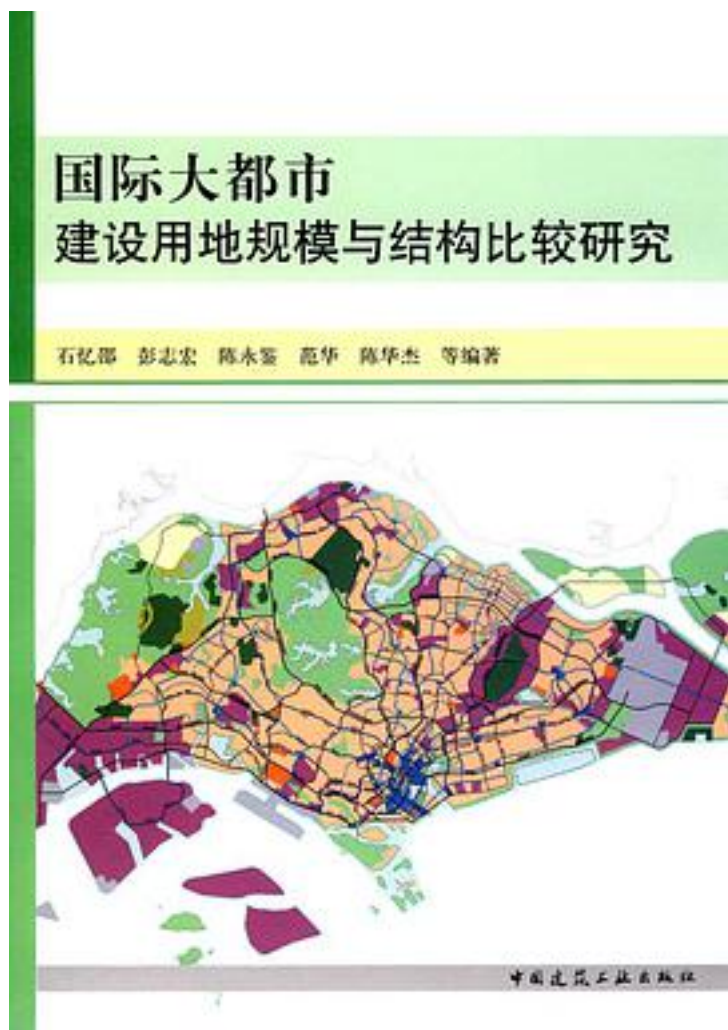 国际大都市
建设用地规模与结构比较研究
石忆邵 彭志宏 陈永鉴 范华 陈华杰 等编著
中国建筑工业出版社